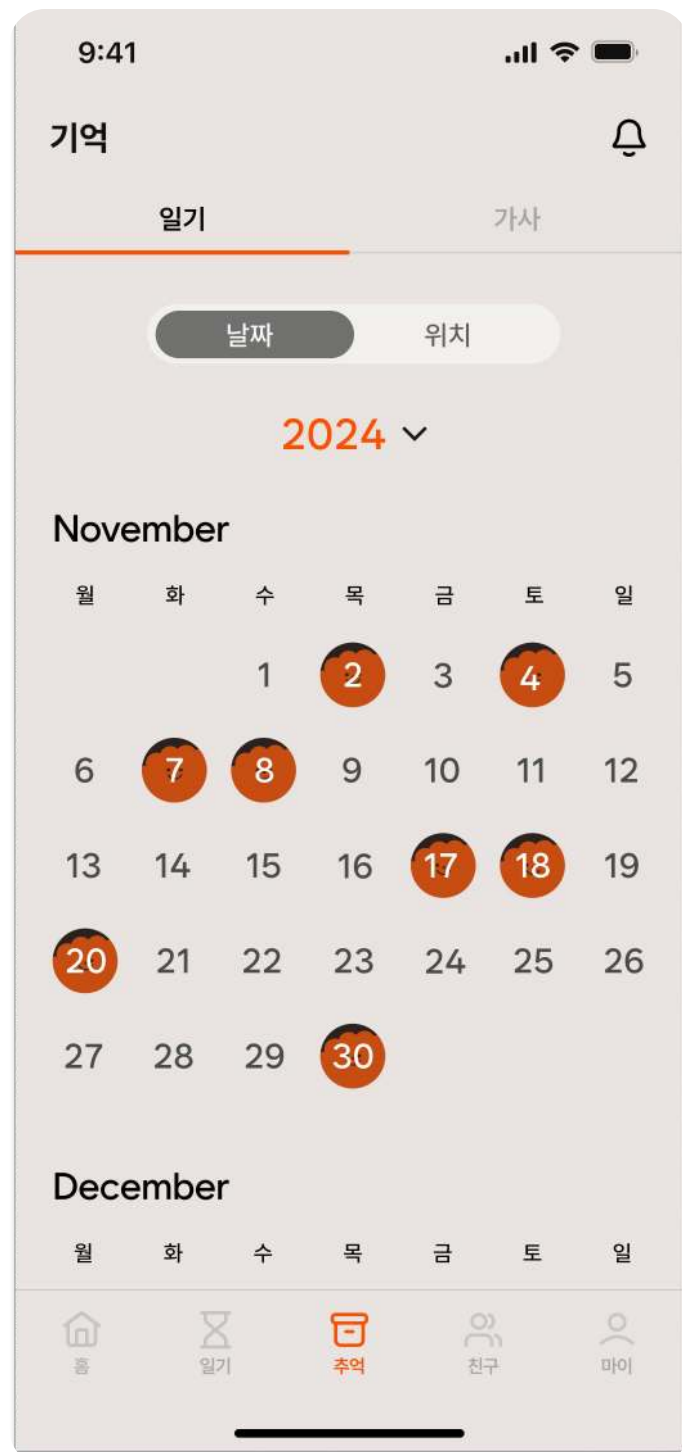 9:41
기억
일기 가사
날짜 위치
2024
November
월 화 수 목 금 토 일
1 2 3 4 5
6 7 8 9 10 11 12
13 14 15 16 17 18 19
20 21 22 23 24 25 26
27 28 29 30
December
월 화 수 목 금 토 일
홈 일기 추억 친구 마이